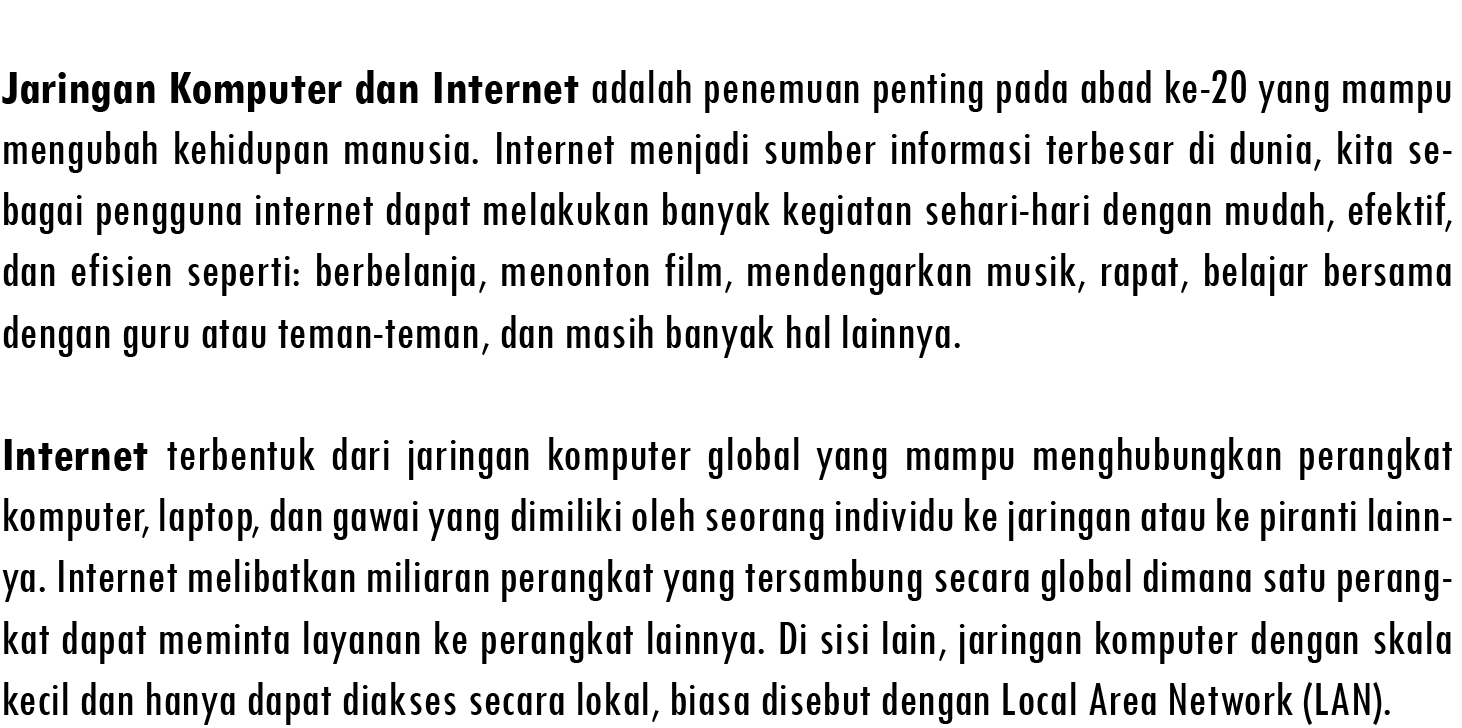 Jaringan Komputer dan Internet adalah penemuan penting pada abad ke-20 yang mampu
mengubah kehidupan manusia. Internet menjadi sumber informasi terbesar di dunia, kita se-
bagai pengguna internet dapat melakukan banyak kegiatan sehari-hari dengan mudah, efektif,
dan efisien seperti: berbelanja, menonton film, mendengarkan musik, rapat, belajar bersama
dengan guru atau teman-teman, dan masih banyak hal lainnya.
Internet terbentuk dari jaringan komputer global yang mampu menghubungkan perangkat
komputer, laptop, dan gawai yang dimiliki oleh seorang individu ke jaringan atau ke piranti lainn-
ya. Internet melibatkan miliaran perangkat yang tersambung secara global dimana satu perang-
kat dapat meminta layanan ke perangkat lainnya. Di sisi lain, jaringan komputer dengan skala
kecil dan hanya dapat diakses secara lokal, biasa disebut dengan Local Area Network (LAN).